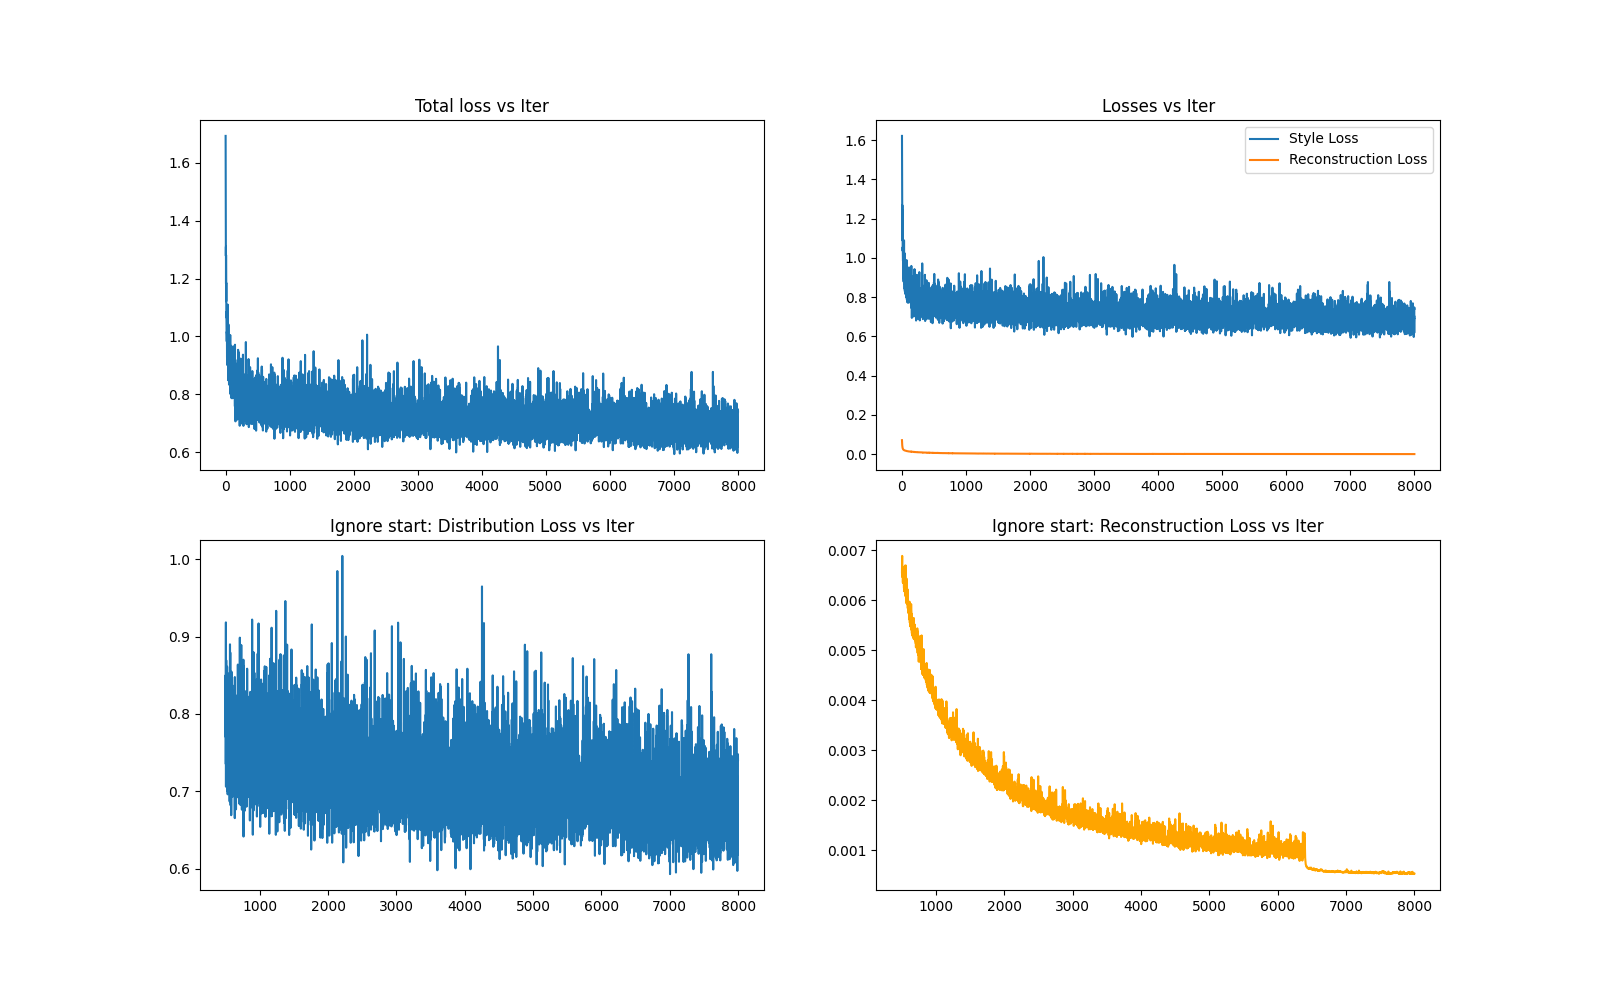 Total loss vs Iter
1.6
1.4
1.2
1.0
0.8
0.6
0 1000 2000 3000 4000 5000 6000 7000 8000
Losses vs Iter
Style Loss
Reconstruction Loss
1.6
1.4
1.2
1.0
0.8
0.6
0.4
0.2
0.0
0 1000 2000 3000 4000 5000 6000 7000 8000
Ignore start: Distribution Loss vs Iter
1.0
0.9
0.8
0.7
0.6
1000 2000 3000 4000 5000 6000 7000 8000
Ignore start: Reconstruction Loss vs Iter
0.007
0.006
0.005
0.004
0.003
0.002
0.001
1000 2000 3000 4000 5000 6000 7000 8000